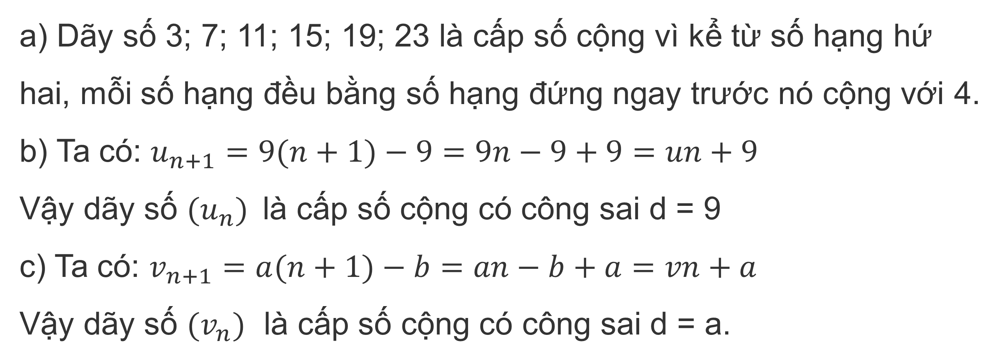 a) Dãy số 3; 7; 11; 15; 19; 23 là cấp số cộng vì kể từ số hạng hứ
hai, mỗi số hạng đều bằng số hạng đứng ngay trước nó cộng với 4.
b) Ta có: $u_{n+1} = 9(n + 1) - 9 = 9n - 9 + 9 = un + 9$
Vậy dãy số $(u_n)$ là cấp số cộng có công sai d = 9
c) Ta có: $v_{n+1} = a(n + 1) - b = an - b + a = vn + a$
Vậy dãy số $(v_n)$ là cấp số cộng có công sai d = a.